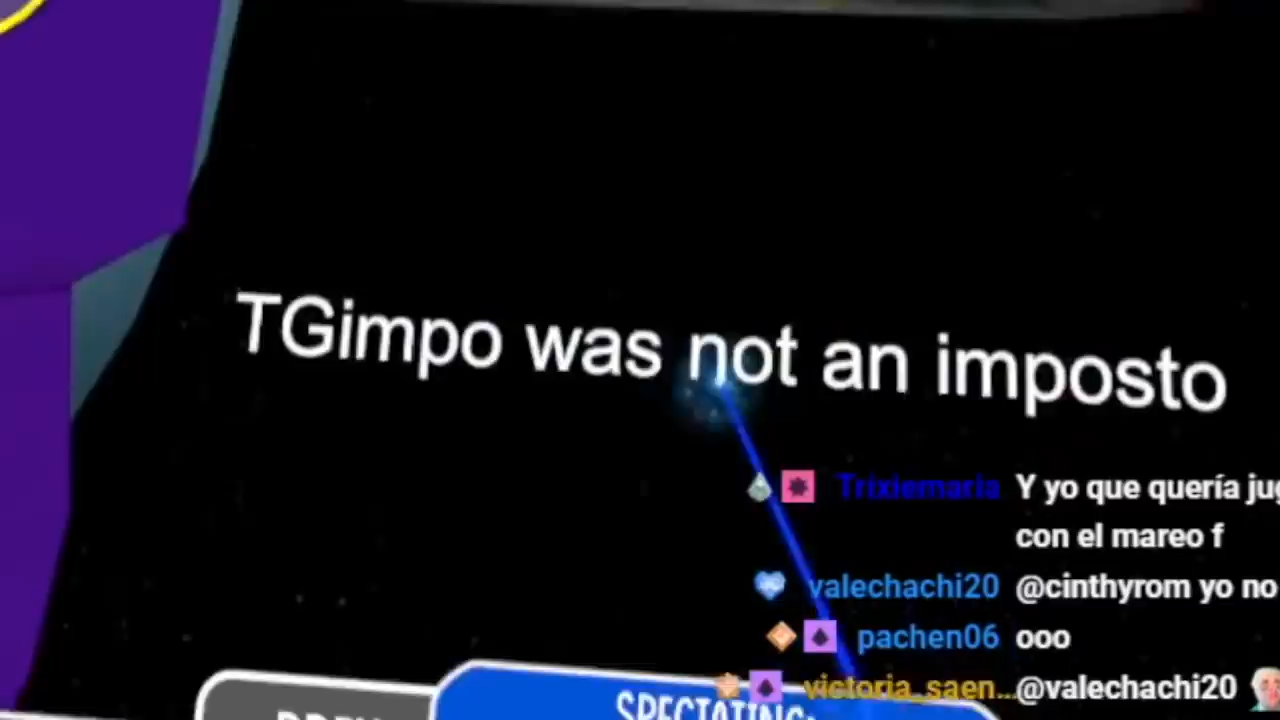 TGimpo was not an imposto
Trixiemaria Y yo que quería jug
con el mareo f
valechachi20 @cinthyrom yo no
pachen06 ooo
victoria_saen... @valechachi20
SPECTATING: